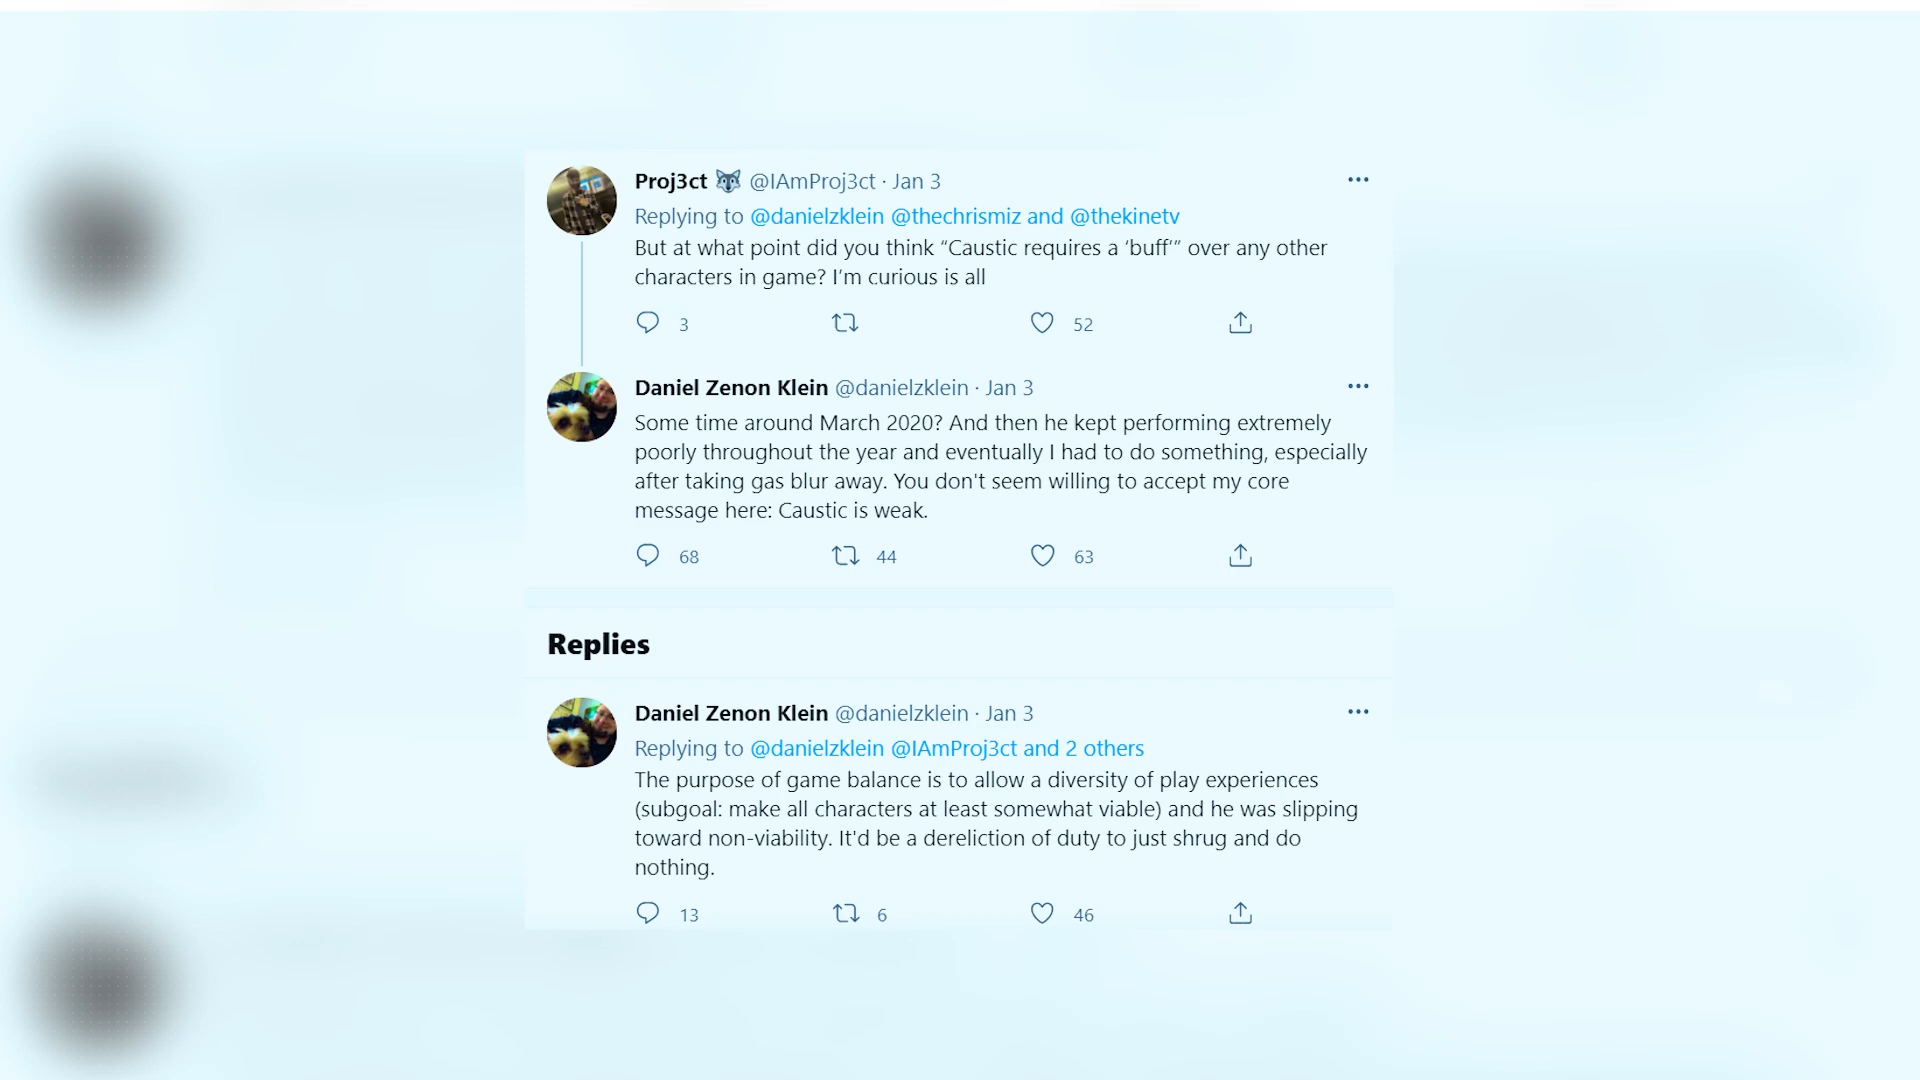 Proj3ct 🐺 @IAmProj3ct · Jan 3
Replying to @danielzklein @thechrismiz and @thekinetv
But at what point did you think “Caustic requires a ‘buff’” over any other
characters in game? I’m curious is all
3 52
Daniel Zenon Klein @danielzklein · Jan 3
Some time around March 2020? And then he kept performing extremely
poorly throughout the year and eventually I had to do something, especially
after taking gas blur away. You don't seem willing to accept my core
message here: Caustic is weak.
68 44 63
Replies
Daniel Zenon Klein @danielzklein · Jan 3
Replying to @danielzklein @IAmProj3ct and 2 others
The purpose of game balance is to allow a diversity of play experiences
(subgoal: make all characters at least somewhat viable) and he was slipping
toward non-viability. It'd be a dereliction of duty to just shrug and do
nothing.
13 6 46